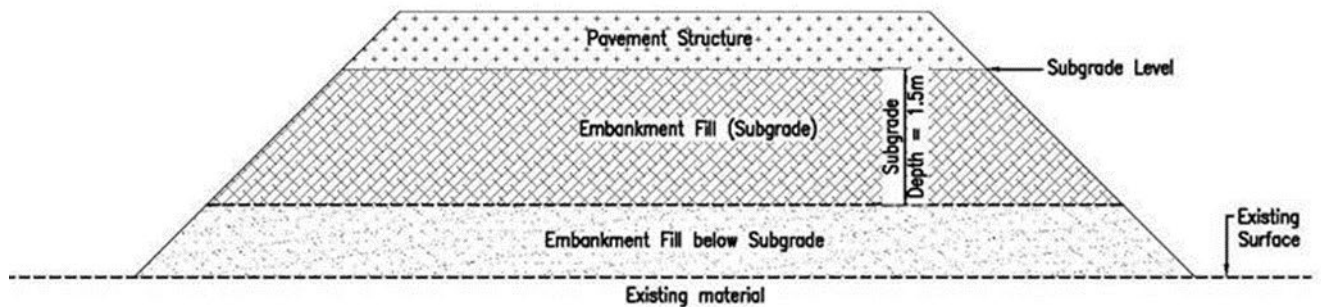 Pavement Structure
Subgrade Level
Embankment Fill (Subgrade)
Subgrade
Depth = 1.5m
Embankment Fill below Subgrade
Existing
Surface
Existing material